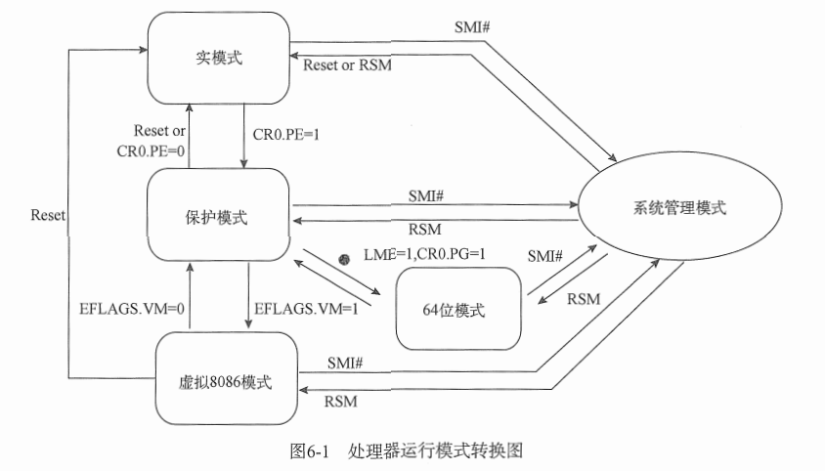 SMI#
实模式
Reset or RSM
Reset or
CR0.PE=0
CR0.PE=1
SMI#
保护模式
系统管理模式
Reset
RSM
LME=1,CR0.PG=1
SMI#
EFLAGS.VM=0
EFLAGS.VM=1
64位模式
RSM
SMI#
虚拟8086模式
RSM
图6-1 处理器运行模式转换图